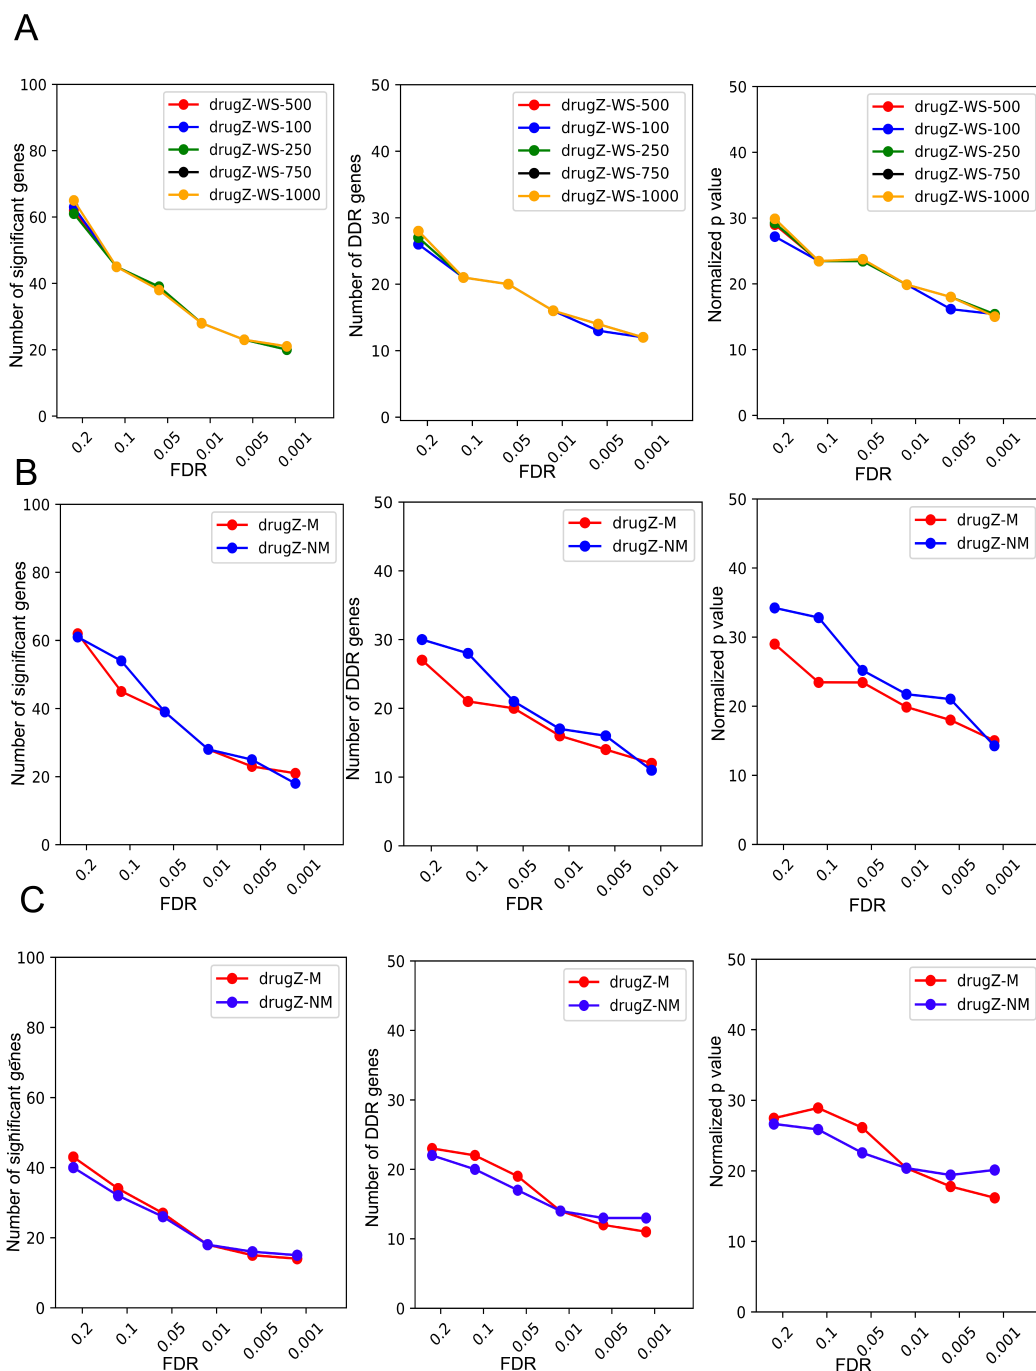 A
Number of significant genes
100
80
60
40
20
0
drugZ-WS-500
drugZ-WS-100
drugZ-WS-250
drugZ-WS-750
drugZ-WS-1000
0.2
0.1
0.05
0.01
0.005
0.001
FDR
Number of DDR genes
50
40
30
20
10
0
drugZ-WS-500
drugZ-WS-100
drugZ-WS-250
drugZ-WS-750
drugZ-WS-1000
0.2
0.1
0.05
0.01
0.005
0.001
FDR
Normalized p value
50
40
30
20
10
0
drugZ-WS-500
drugZ-WS-100
drugZ-WS-250
drugZ-WS-750
drugZ-WS-1000
0.2
0.1
0.05
0.01
0.005
0.001
FDR
B
Number of significant genes
100
80
60
40
20
0
drugZ-M
drugZ-NM
0.2
0.1
0.05
0.01
0.005
0.001
FDR
Number of DDR genes
50
40
30
20
10
0
drugZ-M
drugZ-NM
0.2
0.1
0.05
0.01
0.005
0.001
FDR
Normalized p value
50
40
30
20
10
0
drugZ-M
drugZ-NM
0.2
0.1
0.05
0.01
0.005
0.001
FDR
C
Number of significant genes
100
80
60
40
20
0
drugZ-M
drugZ-NM
0.2
0.1
0.05
0.01
0.005
0.001
FDR
Number of DDR genes
50
40
30
20
10
0
drugZ-M
drugZ-NM
0.2
0.1
0.05
0.01
0.005
0.001
FDR
Normalized p value
50
40
30
20
10
0
drugZ-M
drugZ-NM
0.2
0.1
0.05
0.01
0.005
0.001
FDR